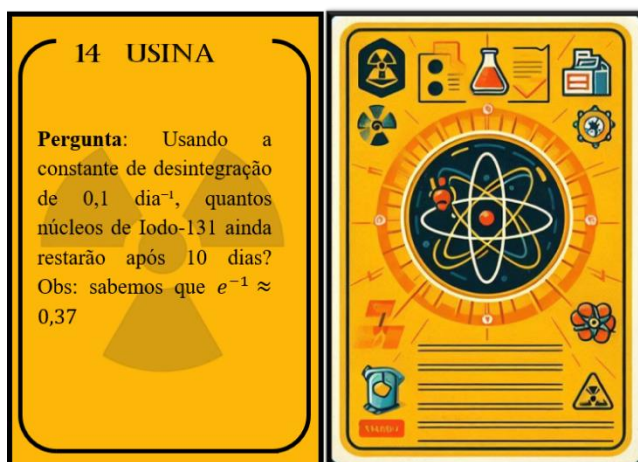 14 USINA
Pergunta: Usando a
constante de desintegração
de 0,1 dia⁻¹, quantos
núcleos de Iodo-131 ainda
restarão após 10 dias?
Obs: sabemos que e⁻¹ ≈
0,37